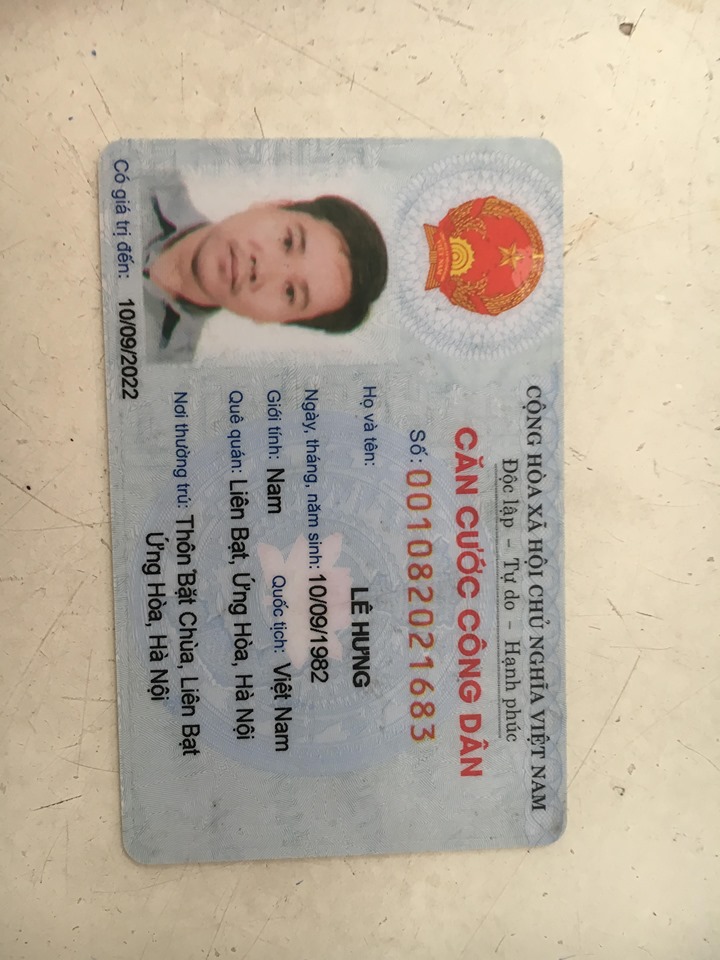 CỘNG HÒA XÃ HỘI CHỦ NGHĨA VIỆT NAM
Độc lập – Tự do – Hạnh phúc
CĂN CƯỚC CÔNG DÂN
Số: 001082021683
Họ và tên: LÊ HƯNG
Ngày, tháng, năm sinh: 10/09/1982
Giới tính: Nam Quốc tịch: Việt Nam
Quê quán: Liên Bạt, Ứng Hòa, Hà Nội
Nơi thường trú: Thôn Bặt Chùa, Liên Bạt
Ứng Hòa, Hà Nội
Có giá trị đến: 10/09/2022
VIỆT NAM